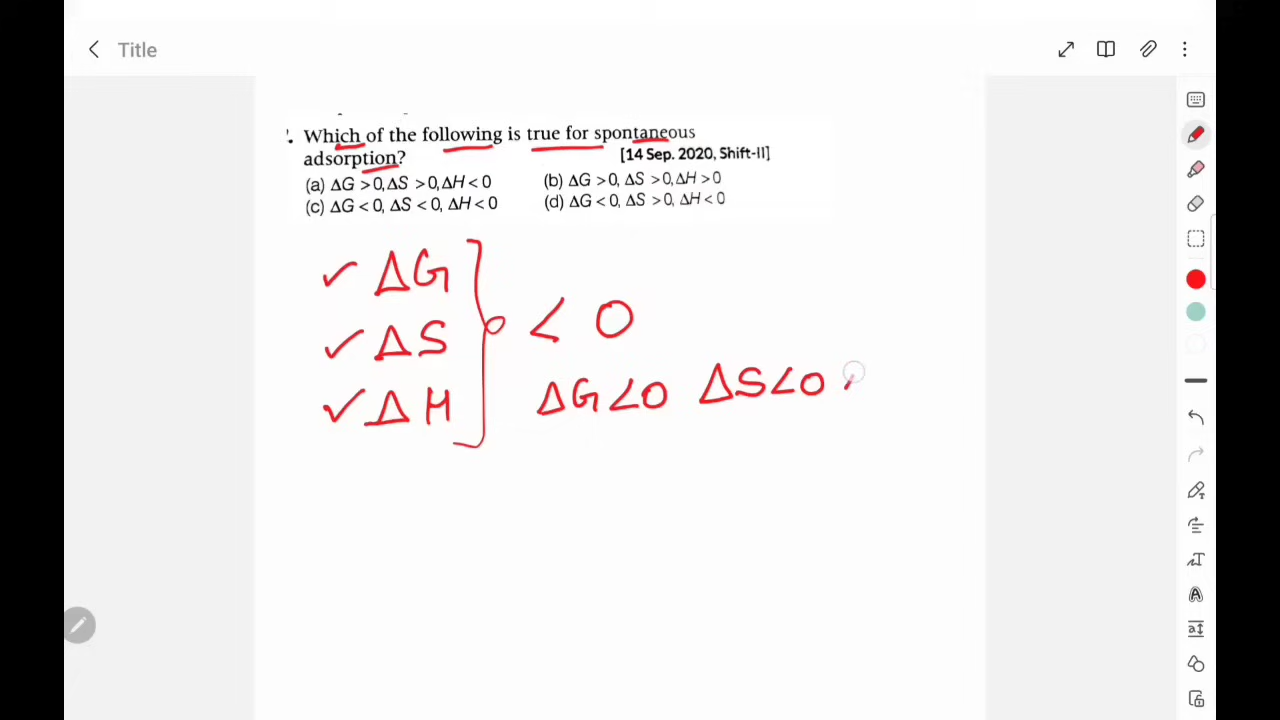 Title
. Which of the following is true for spontaneous
adsorption? [14 Sep. 2020, Shift-II]
(a) ΔG >0, ΔS >0, ΔH < 0 (b) ΔG >0, ΔS >0, ΔH > 0
(c) ΔG < 0, ΔS < 0, ΔH < 0 (d) ΔG < 0, ΔS > 0, ΔH < 0
✓ ΔG
✓ ΔS < 0
✓ ΔH
ΔG<0 ΔS<0